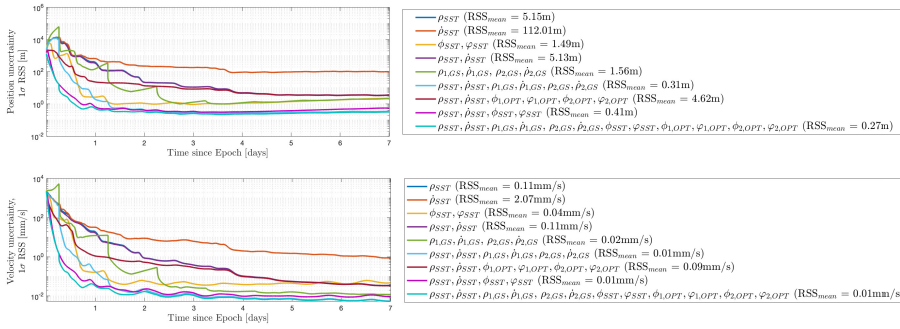 10^6
10^4
10^2
10^0
10^-2
Position uncertainty
1σ RSS [m]
1 2 3 4 5 6 7
Time since Epoch [days]
ρ_SST (RSS_mean = 5.15m)
ρ̇_SST (RSS_mean = 112.01m)
ϕ_SST, φ_SST (RSS_mean = 1.49m)
ρ_SST, ρ̇_SST (RSS_mean = 5.13m)
ρ_1,GS, ρ̇_1,GS, ρ_2,GS, ρ̇_2,GS (RSS_mean = 1.56m)
ρ_SST, ρ̇_SST, ρ_1,GS, ρ̇_1,GS, ρ_2,GS, ρ̇_2,GS (RSS_mean = 0.31m)
ρ_SST, ρ̇_SST, ϕ_1,OPT, φ_1,OPT, ϕ_2,OPT, φ_2,OPT (RSS_mean = 4.62m)
ρ_SST, ρ̇_SST, ϕ_SST, φ_SST (RSS_mean = 0.41m)
ρ_SST, ρ̇_SST, ρ_1,GS, ρ̇_1,GS, ρ_2,GS, ρ̇_2,GS, ϕ_SST, φ_SST, ϕ_1,OPT, φ_1,OPT, ϕ_2,OPT, φ_2,OPT (RSS_mean = 0.27m)
10^4
10^2
10^0
10^-2
Velocity uncertainty,
1σ RSS [mm/s]
1 2 3 4 5 6 7
Time since Epoch [days]
ρ_SST (RSS_mean = 0.11mm/s)
ρ̇_SST (RSS_mean = 2.07mm/s)
ϕ_SST, φ_SST (RSS_mean = 0.04mm/s)
ρ_SST, ρ̇_SST (RSS_mean = 0.11mm/s)
ρ_1,GS, ρ̇_1,GS, ρ_2,GS, ρ̇_2,GS (RSS_mean = 0.02mm/s)
ρ_SST, ρ̇_SST, ρ_1,GS, ρ̇_1,GS, ρ_2,GS, ρ̇_2,GS (RSS_mean = 0.01mm/s)
ρ_SST, ρ̇_SST, ϕ_1,OPT, φ_1,OPT, ϕ_2,OPT, φ_2,OPT (RSS_mean = 0.09mm/s)
ρ_SST, ρ̇_SST, ϕ_SST, φ_SST (RSS_mean = 0.01mm/s)
ρ_SST, ρ̇_SST, ρ_1,GS, ρ̇_1,GS, ρ_2,GS, ρ̇_2,GS, ϕ_SST, φ_SST, ϕ_1,OPT, φ_1,OPT, ϕ_2,OPT, φ_2,OPT (RSS_mean = 0.01mm/s